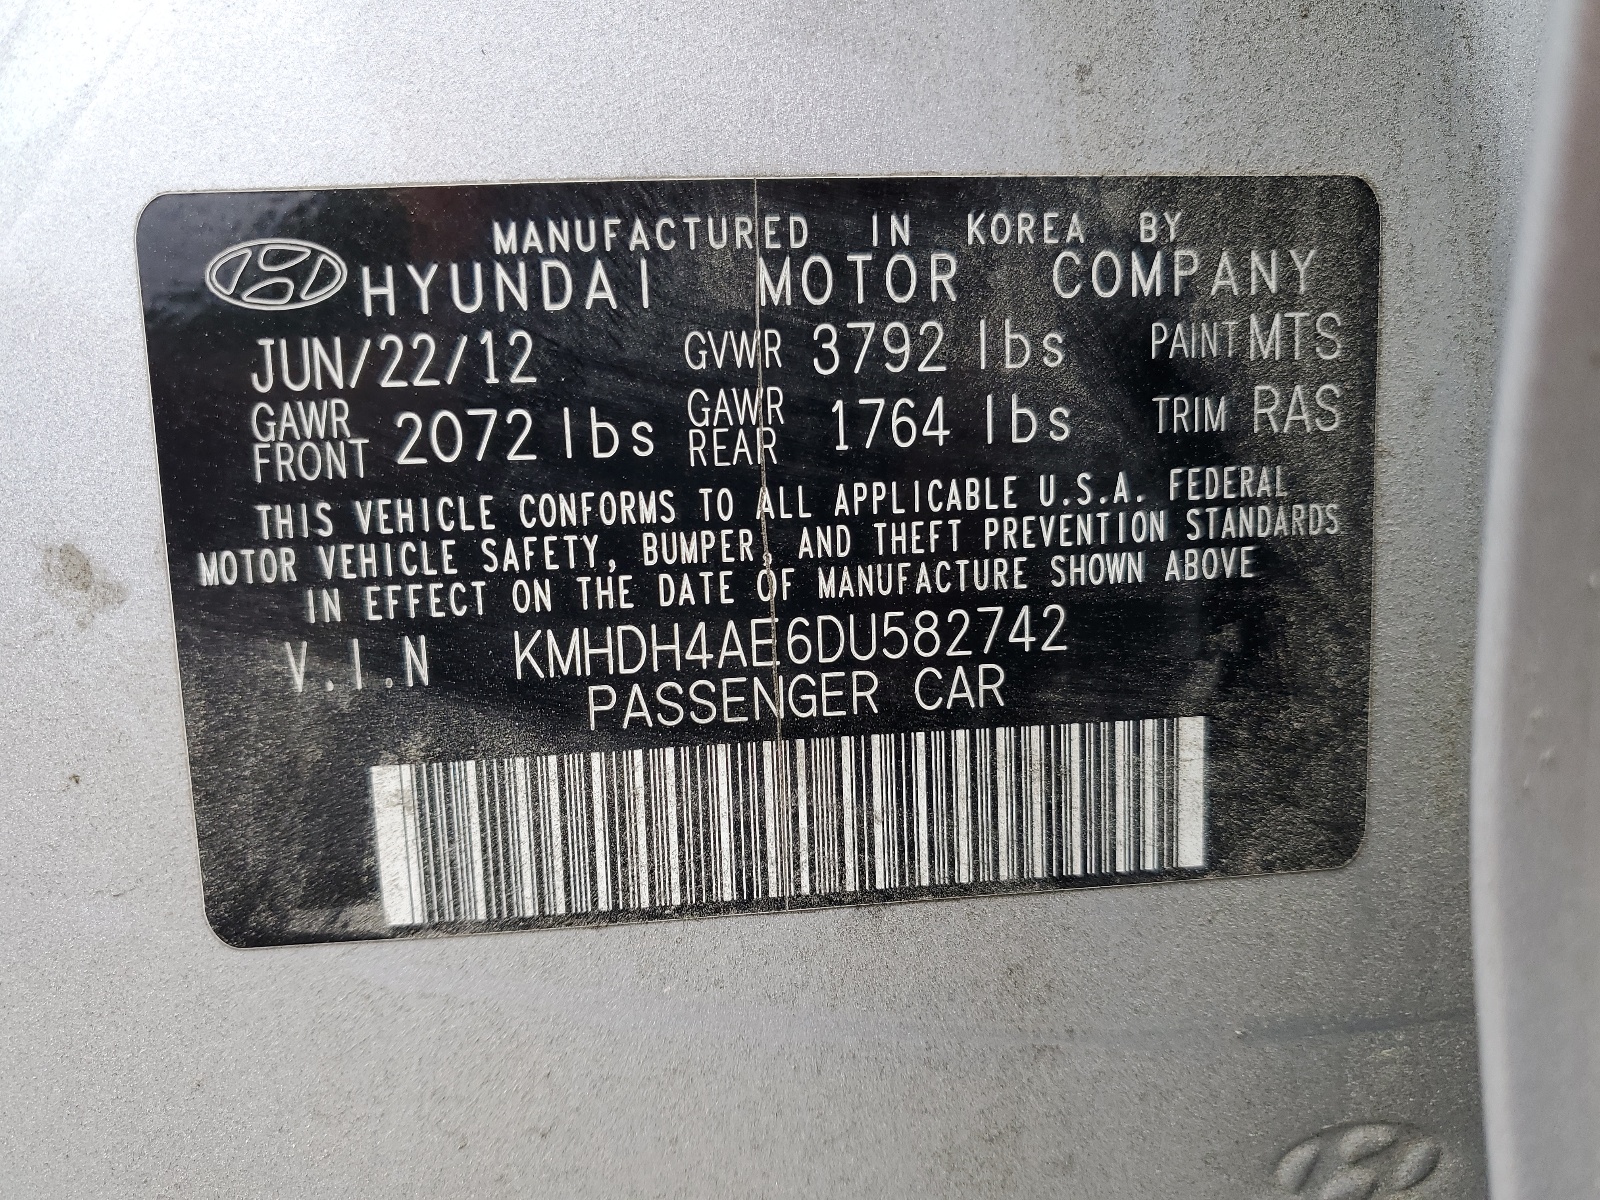 MANUFACTURED IN KOREA BY
HYUNDAI MOTOR COMPANY
JUN/22/12 GVWR 3792 lbs PAINT MTS
GAWR FRONT 2072 lbs GAWR REAR 1764 lbs TRIM RAS
THIS VEHICLE CONFORMS TO ALL APPLICABLE U.S.A. FEDERAL
MOTOR VEHICLE SAFETY, BUMPER, AND THEFT PREVENTION STANDARDS
IN EFFECT ON THE DATE OF MANUFACTURE SHOWN ABOVE
V.I.N KMHDH4AE6DU582742
PASSENGER CAR